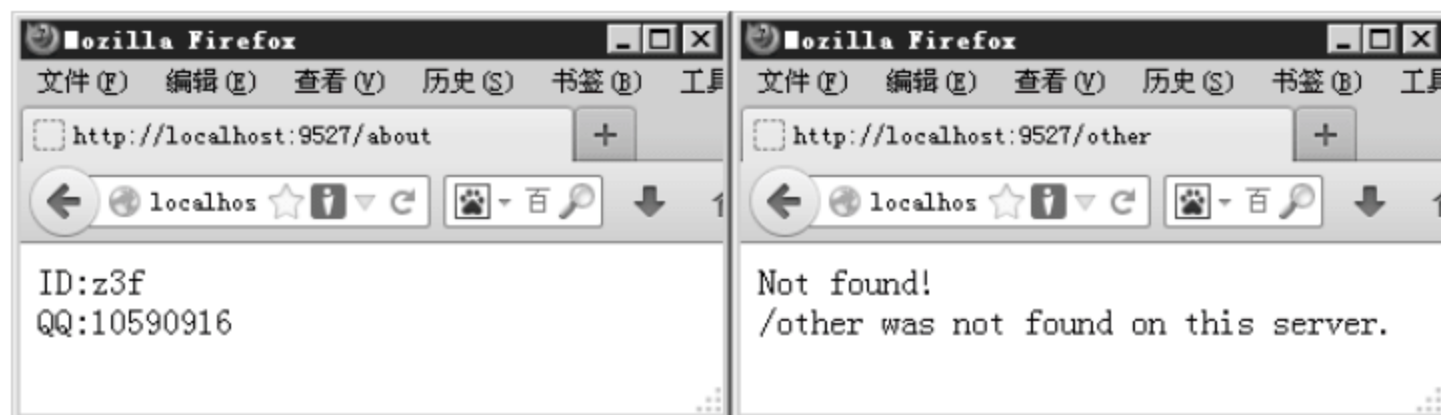 Mozilla Firefox
文件(F) 编辑(E) 查看(V) 历史(S) 书签(B)
http://localhost:9527/about
localhos 百
ID:z3f
QQ:10590916
Mozilla Firefox
文件(F) 编辑(E) 查看(V) 历史(S) 书签(B)
http://localhost:9527/other
localhos 百
Not found!
/other was not found on this server.